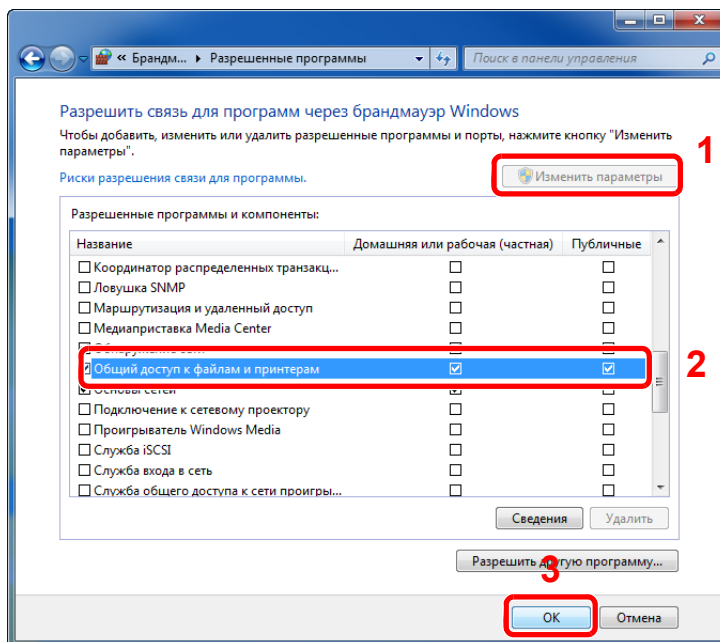 « Брандм... ▸ Разрешенные программы
Поиск в панели управления
Разрешить связь для программ через брандмауэр Windows
Чтобы добавить, изменить или удалить разрешенные программы и порты, нажмите кнопку "Изменить
параметры".
1
Риски разрешения связи для программы.
Изменить параметры
Разрешенные программы и компоненты:
Название Домашняя или рабочая (частная) Публичные
Координатор распределенных транзакц...
Ловушка SNMP
Маршрутизация и удаленный доступ
Медиаприставка Media Center
Общий доступ к файлам и принтерам
2
Основы сетей
Подключение к сетевому проектору
Проигрыватель Windows Media
Служба iSCSI
Служба входа в сеть
Служба общего доступа к сети проигры...
Сведения Удалить
Разрешить другую программу...
3
ОК Отмена